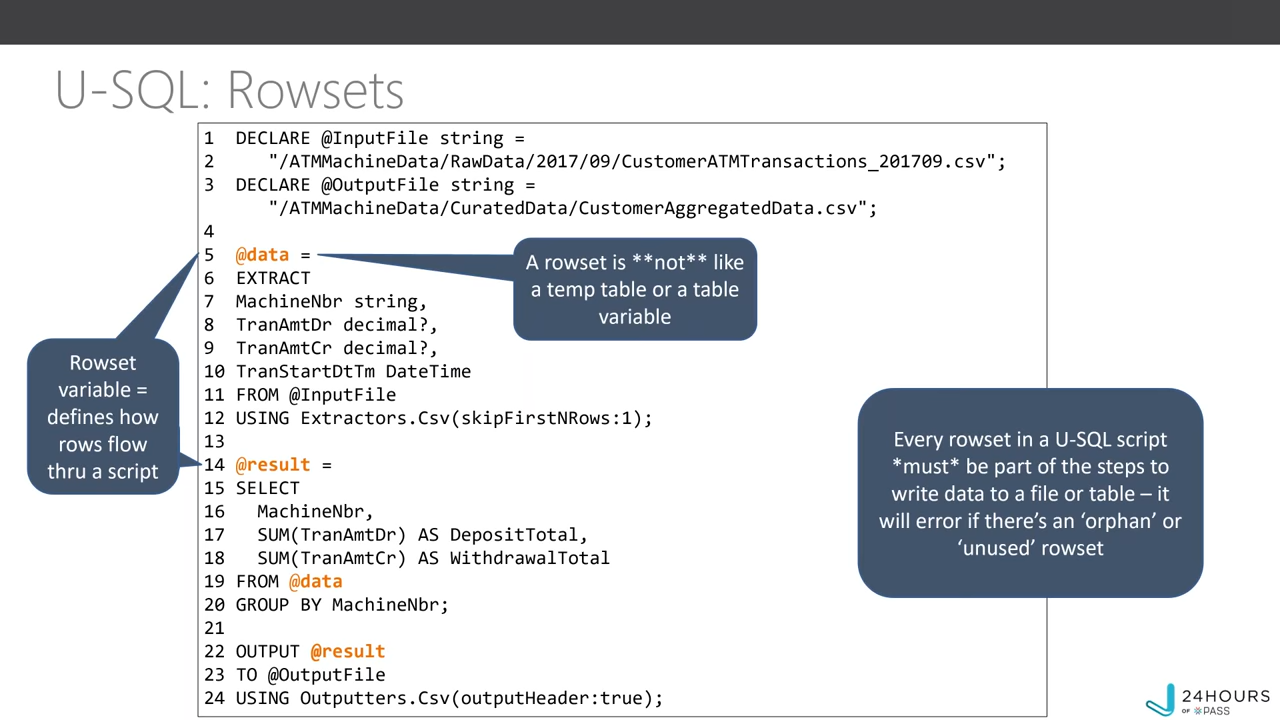 U-SQL: Rowsets
1 DECLARE @InputFile string =
2 "/ATMMachineData/RawData/2017/09/CustomerATMTransactions_201709.csv";
3 DECLARE @OutputFile string =
"/ATMMachineData/CuratedData/CustomerAggregatedData.csv";
4
5 @data =
6 EXTRACT
7 MachineNbr string,
8 TranAmtDr decimal?,
9 TranAmtCr decimal?,
10 TranStartDtTm DateTime
11 FROM @InputFile
12 USING Extractors.Csv(skipFirstNRows:1);
13
14 @result =
15 SELECT
16 MachineNbr,
17 SUM(TranAmtDr) AS DepositTotal,
18 SUM(TranAmtCr) AS WithdrawalTotal
19 FROM @data
20 GROUP BY MachineNbr;
21
22 OUTPUT @result
23 TO @OutputFile
24 USING Outputters.Csv(outputHeader:true);
A rowset is **not** like
a temp table or a table
variable
Rowset
variable =
defines how
rows flow
thru a script
Every rowset in a U-SQL script
*must* be part of the steps to
write data to a file or table – it
will error if there's an 'orphan' or
'unused' rowset
24HOURS
OF PASS